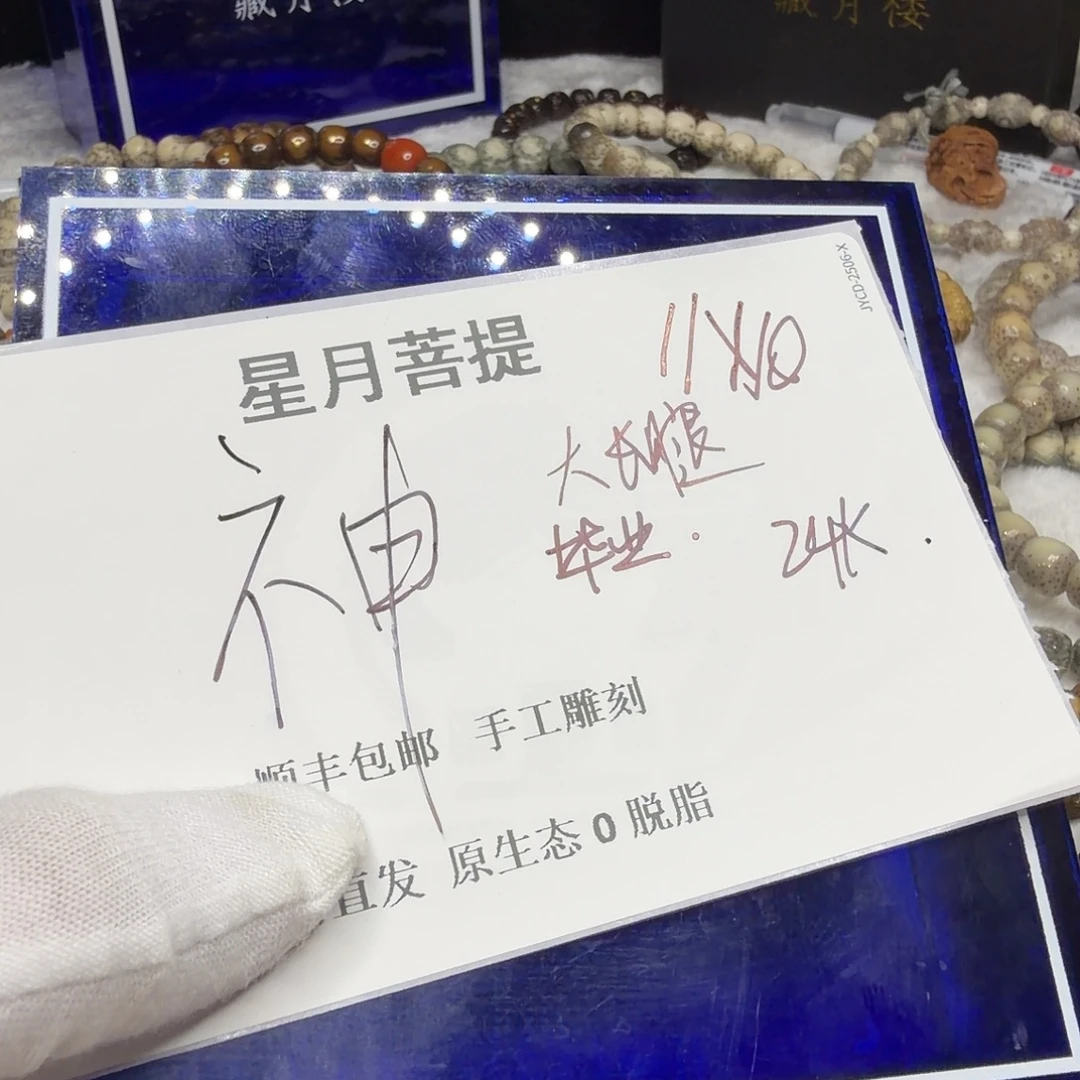 藏月楼
藏月楼
JYCD-2506-X
星月菩提
神
大长腿
毕业.
24K.
顺丰包邮 手工雕刻
直发 原生态0脱脂